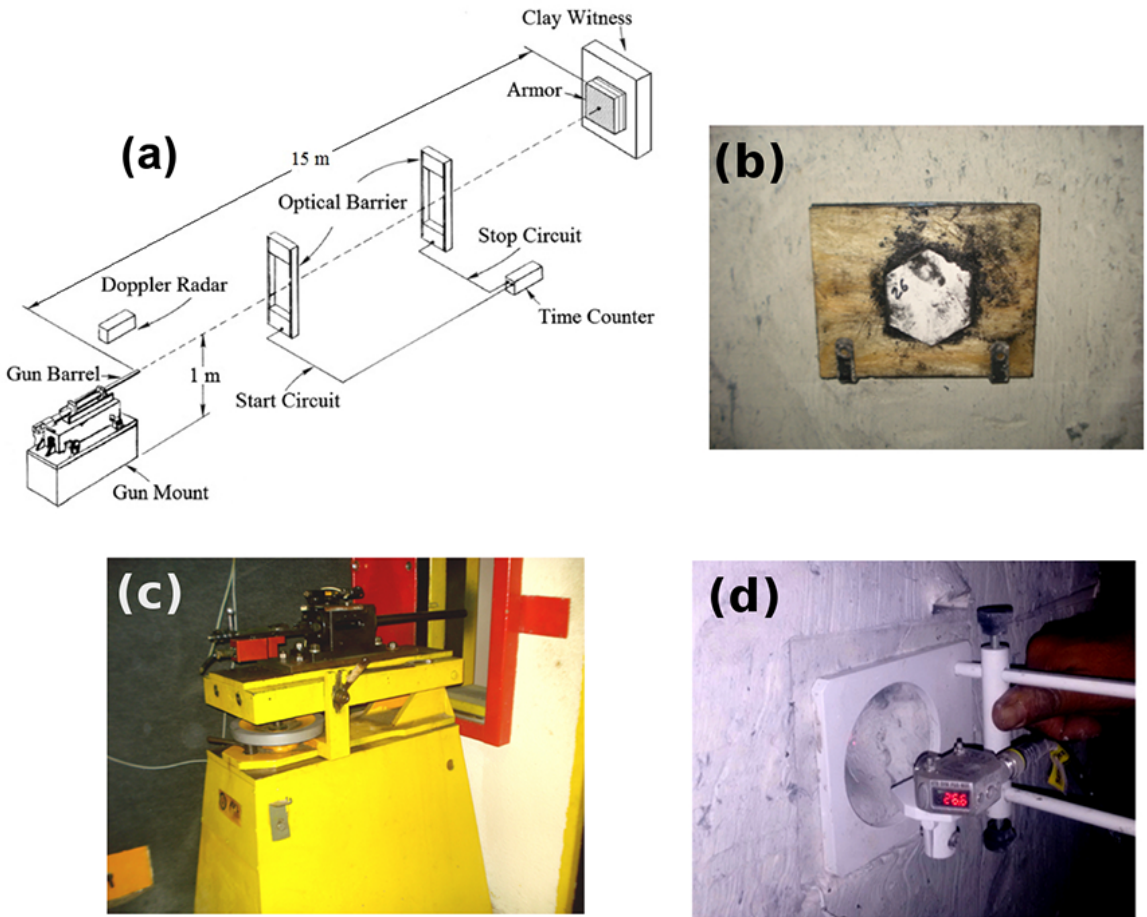 Clay Witness
Armor
(a)
15 m
Optical Barrier
Stop Circuit
Doppler Radar
Time Counter
Gun Barrel
1 m
Start Circuit
Gun Mount
(b)
26
(c)
(d)
26.6